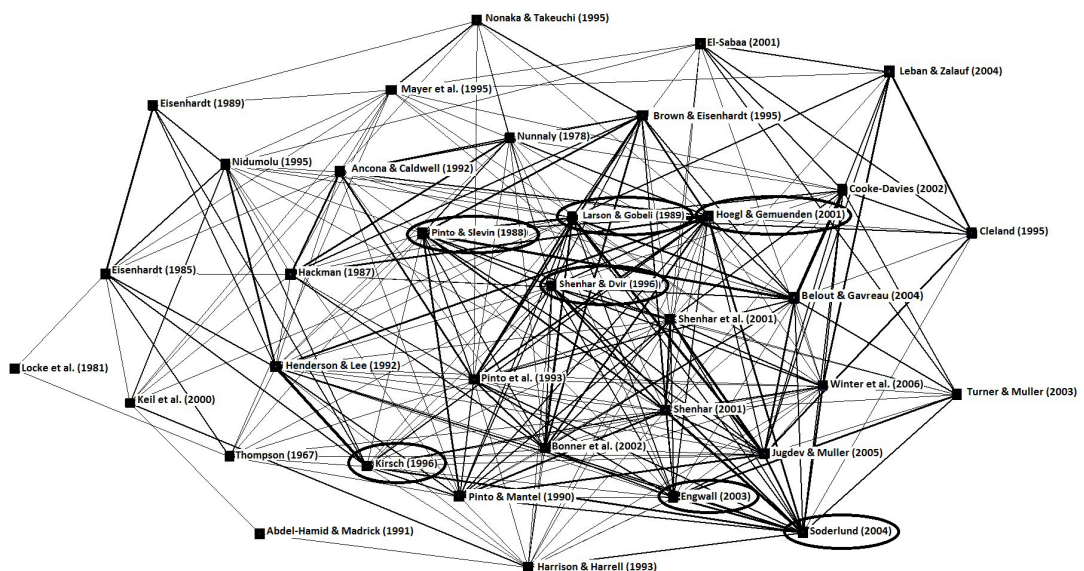 Nonaka & Takeuchi (1995)
El-Sabaa (2001)
Leban & Zalauf (2004)
Mayer et al. (1995)
Eisenhardt (1989)
Brown & Eisenhardt (1995)
Nunnaly (1978)
Nidumolu (1995)
Ancona & Caldwell (1992)
Cooke-Davies (2002)
Larson & Gobeli (1989)
Hoegl & Gemuenden (2001)
Pinto & Slevin (1988)
Cleland (1995)
Eisenhardt (1985)
Hackman (1987)
Shenhar & Dvir (1996)
Belout & Gavreau (2004)
Shenhar et al. (2001)
Locke et al. (1981)
Henderson & Lee (1992)
Pinto et al. (1993)
Winter et al. (2006)
Turner & Muller (2003)
Keil et al. (2000)
Shenhar (2001)
Bonner et al. (2002)
Jugdev & Muller (2005)
Thompson (1967)
Kirsch (1996)
Pinto & Mantel (1990)
Engwall (2003)
Abdel-Hamid & Madrick (1991)
Soderlund (2004)
Harrison & Harrell (1993)